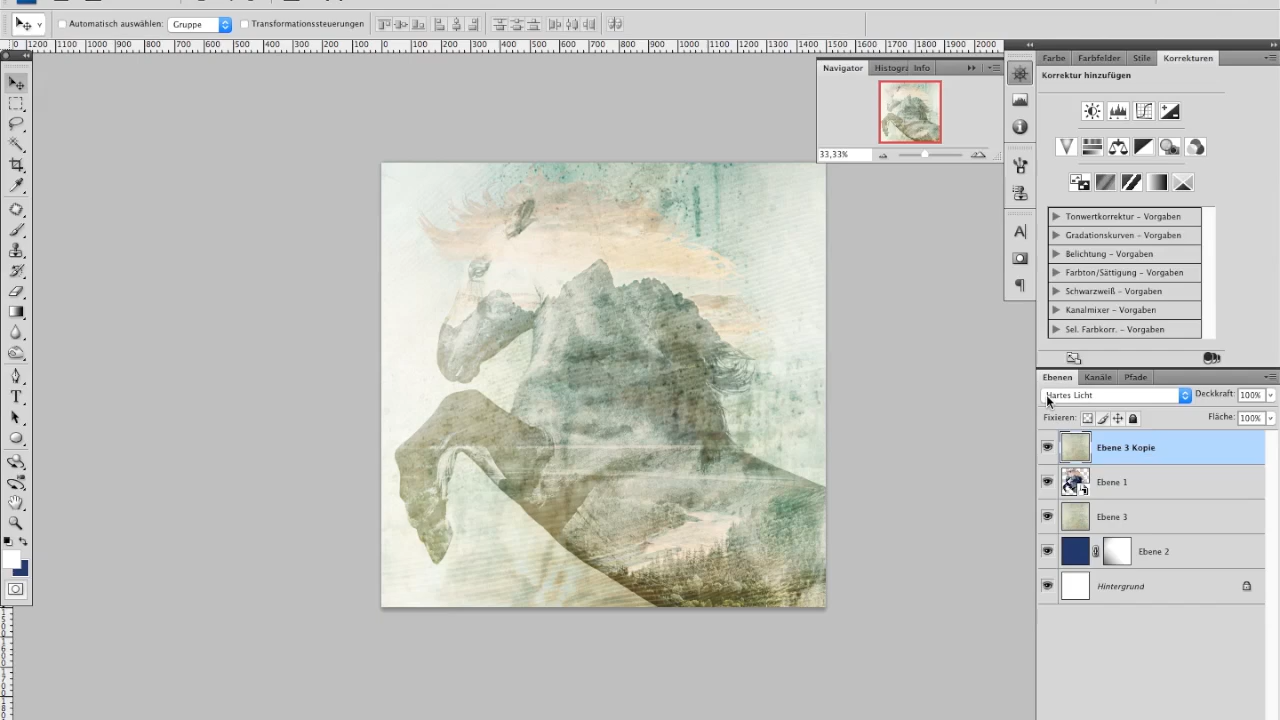 Automatisch auswählen: Gruppe Transformationssteuerungen
0 1200 1100 1000 900 800 700 600 500 400 300 200 100 0 100 200 300 400 500 600 700 800 900 1000 1100 1200 1300 1400 1500 1600 1700 1800 1900 2000
Navigator Histogra Info
33,33%
Farbe Farbfelder Stile Korrekturen
Korrektur hinzufügen
Tonwertkorrektur - Vorgaben
Gradationskurven - Vorgaben
Belichtung - Vorgaben
Farbton/Sättigung - Vorgaben
Schwarzweiß - Vorgaben
Kanalmixer - Vorgaben
Sel. Farbkorr. - Vorgaben
Ebenen Kanäle Pfade
Hartes Licht Deckkraft: 100%
Fixieren: Fläche: 100%
Ebene 3 Kopie
Ebene 1
Ebene 3
Ebene 2
Hintergrund